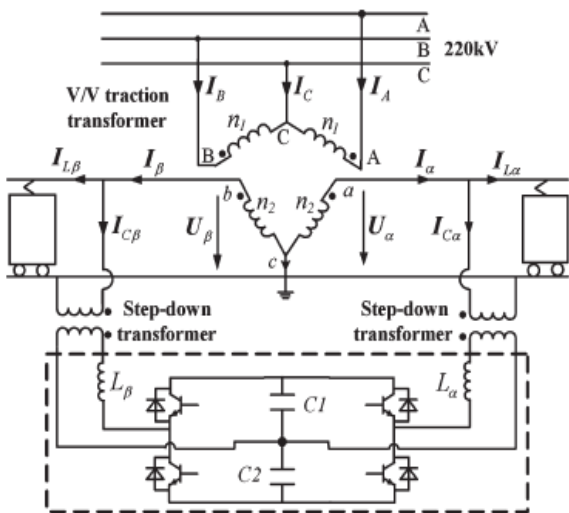 A
B
220kV
C
V/V traction
transformer
I_B
I_C
I_A
n_1
C
n_1
B
A
I_Lβ
I_β
b
n_2
n_2
a
I_α
I_Lα
I_Cβ
U_β
U_α
I_Cα
c
Step-down
transformer
Step-down
transformer
L_β
C1
L_α
C2